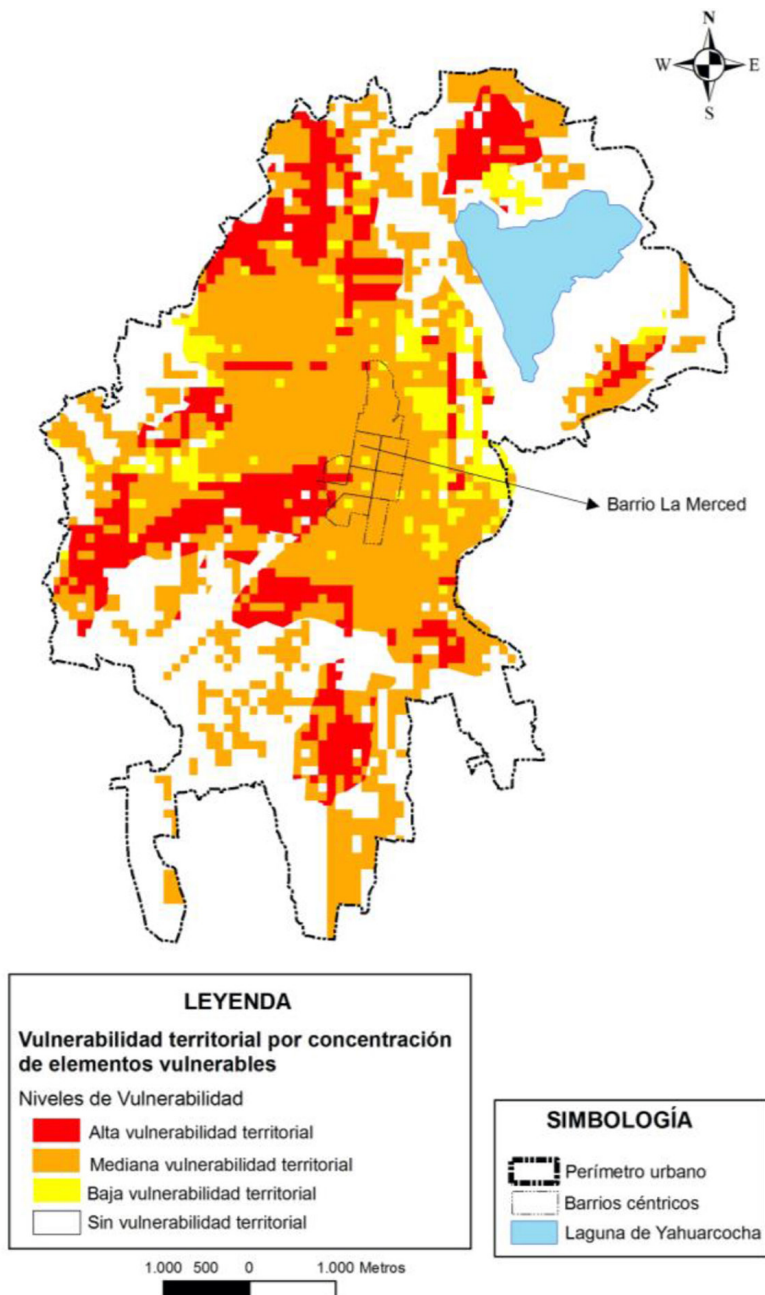 N
W E
S
Barrio La Merced
LEYENDA
Vulnerabilidad territorial por concentración
de elementos vulnerables
Niveles de Vulnerabilidad
Alta vulnerabilidad territorial
Mediana vulnerabilidad territorial
Baja vulnerabilidad territorial
Sin vulnerabilidad territorial
SIMBOLOGÍA
Perímetro urbano
Barrios céntricos
Laguna de Yahuarcocha
1.000 500 0 1.000 Metros